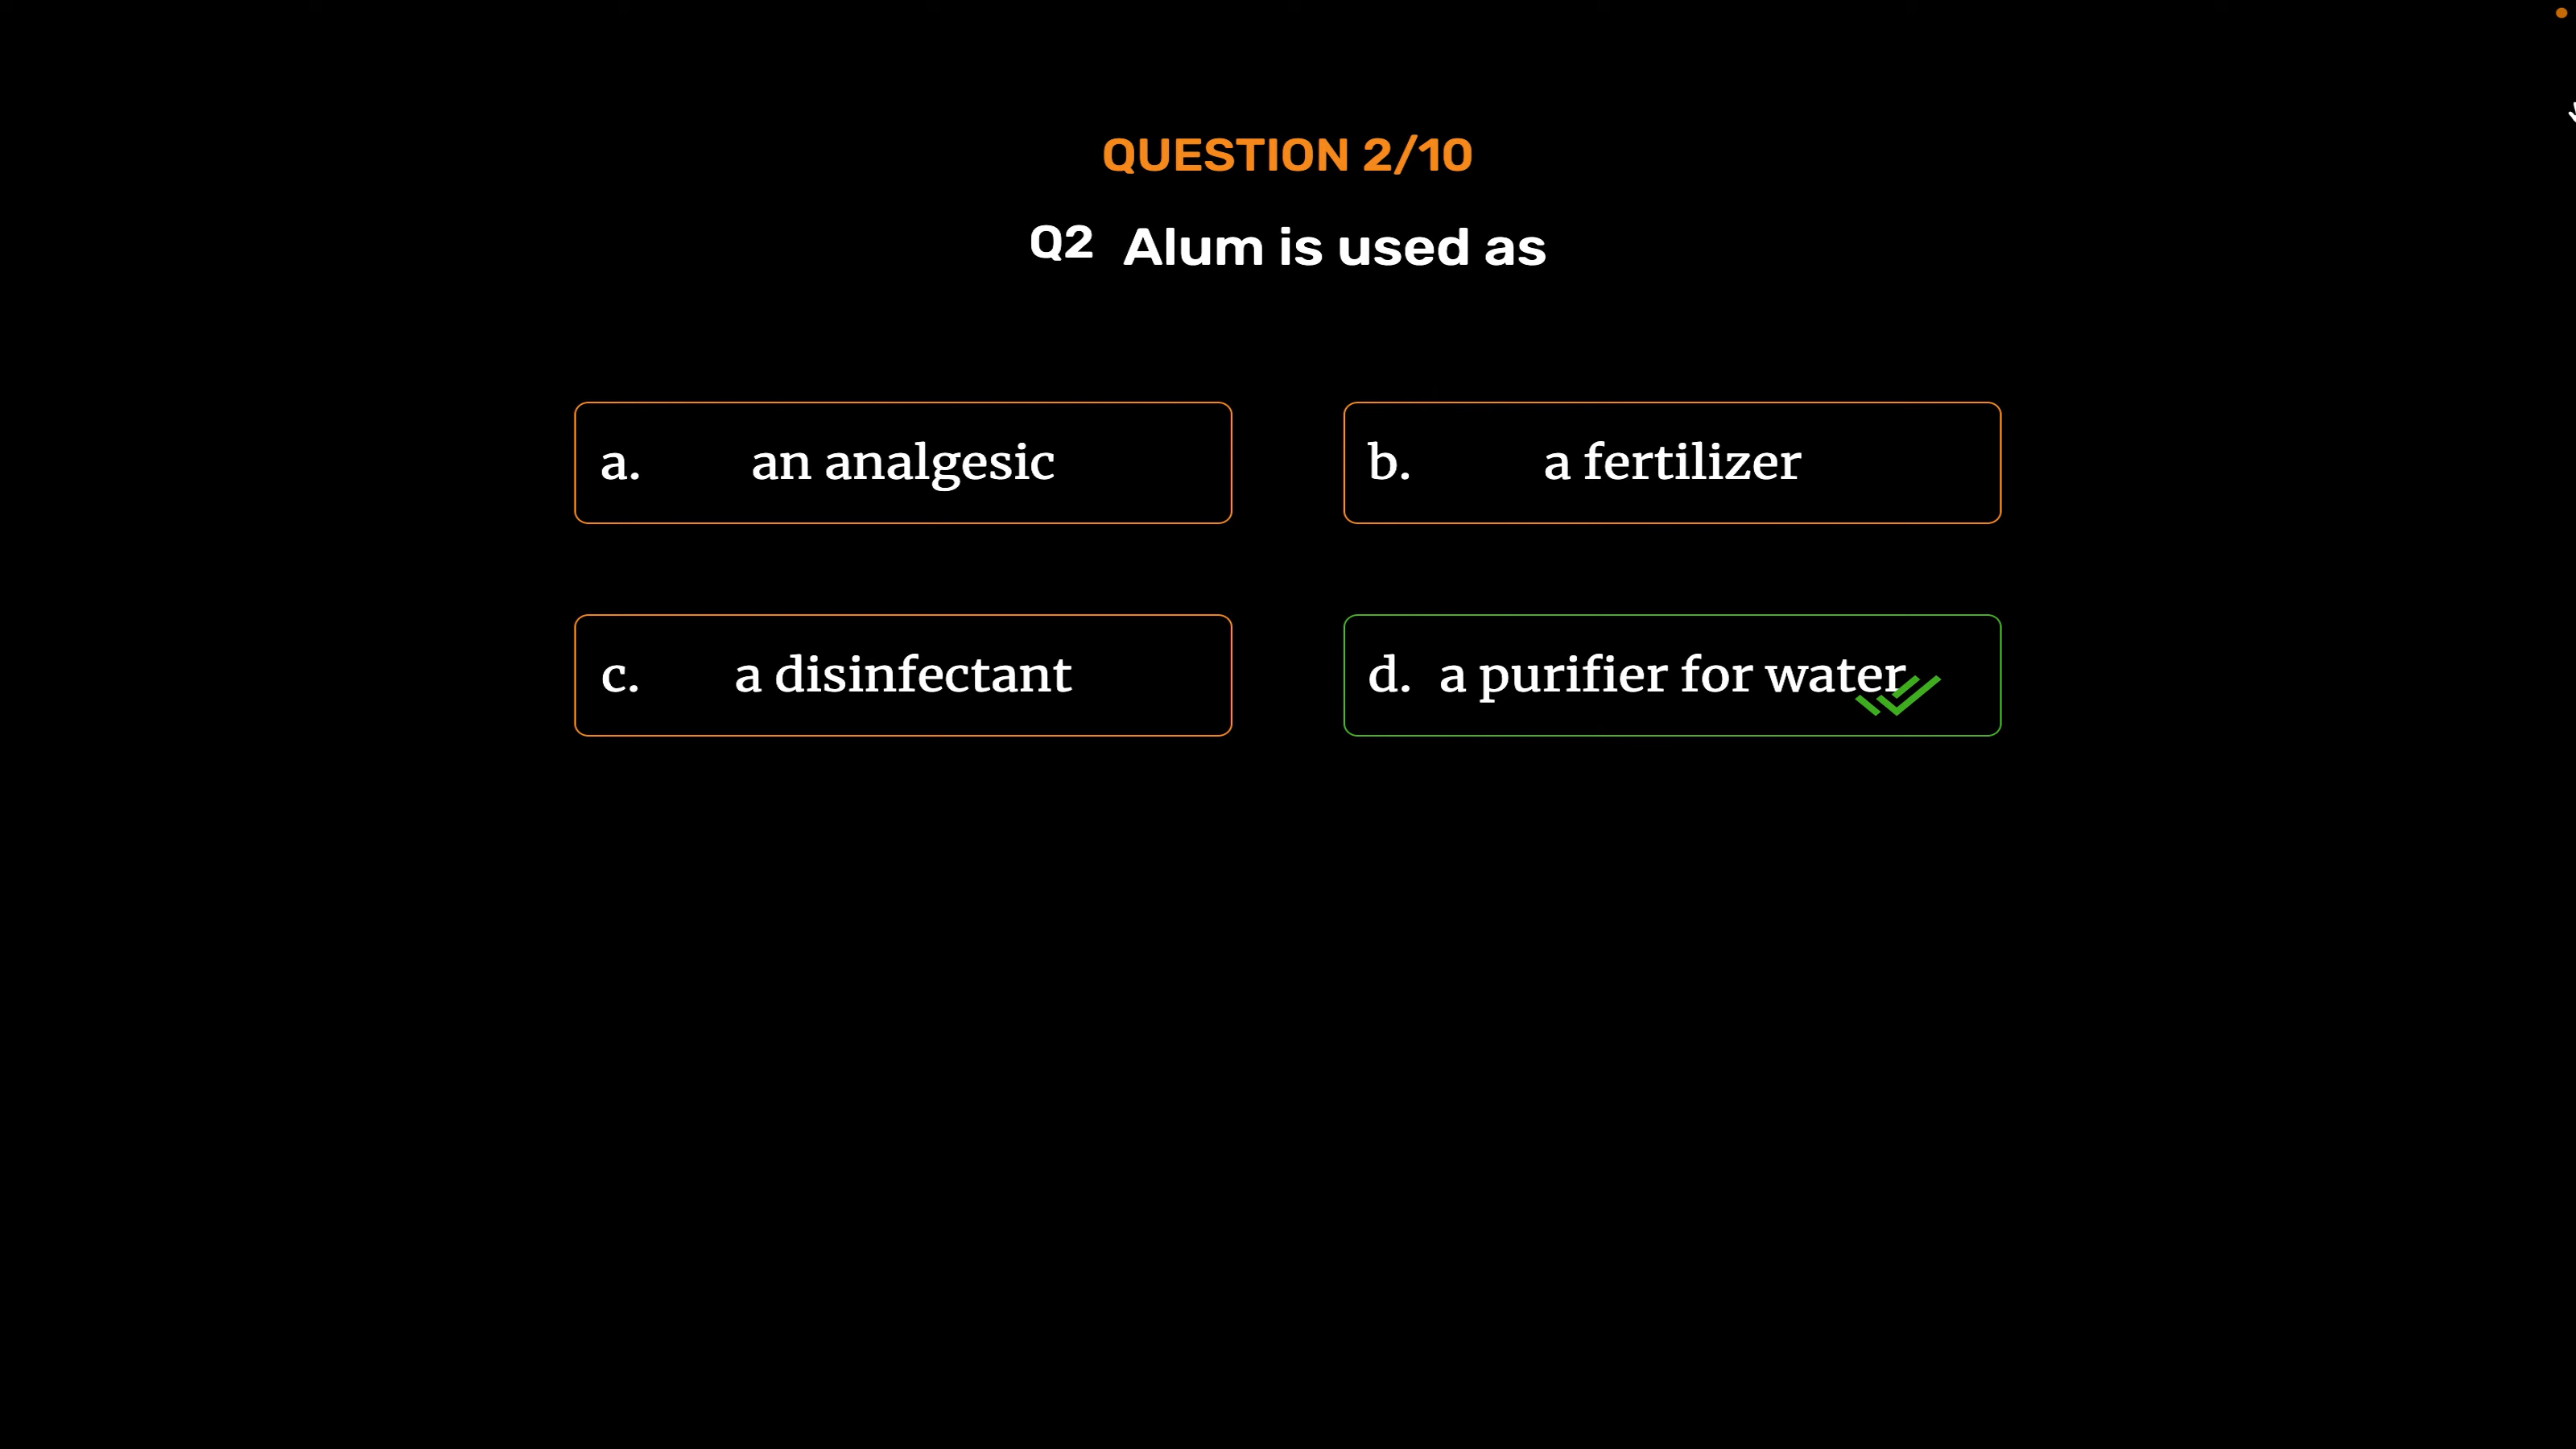 QUESTION 2/10
Q2 Alum is used as
a. an analgesic
b. a fertilizer
c. a disinfectant
d. a purifier for water